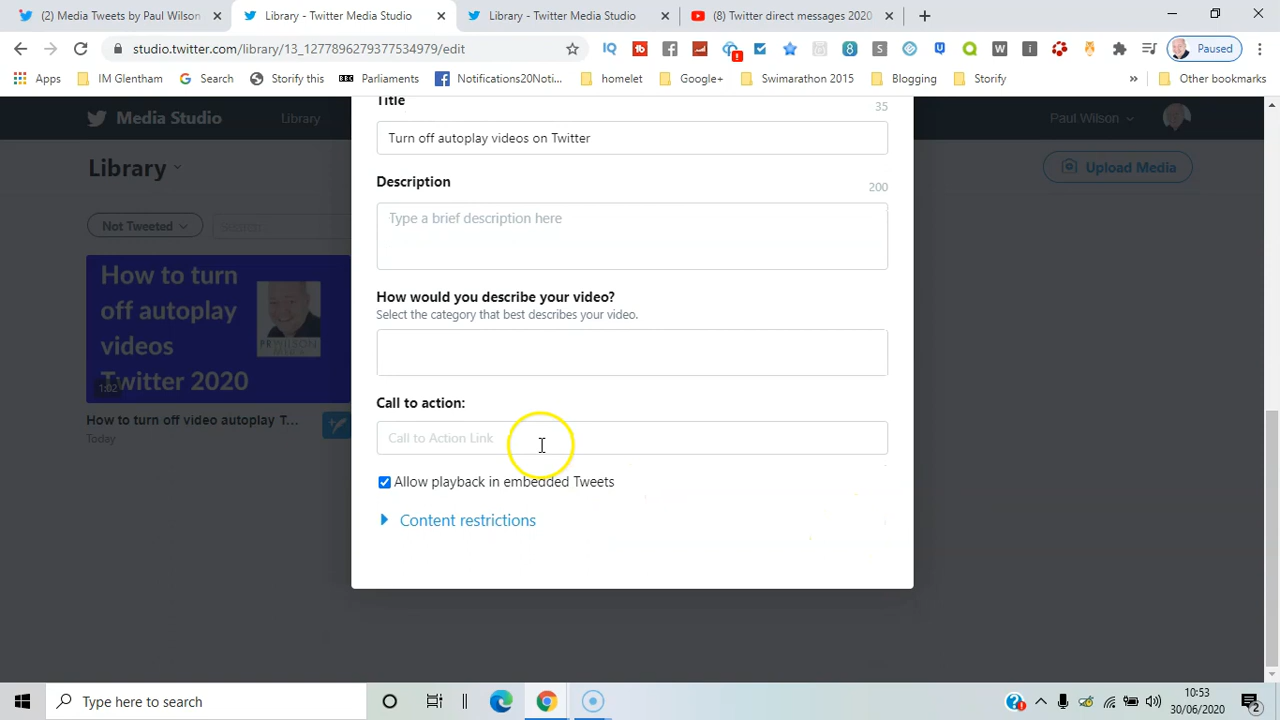 (2) Media Tweets by Paul Wilson
Library - Twitter Media Studio
Library - Twitter Media Studio
(8) Twitter direct messages 2020
studio.twitter.com/library/13_1277896279377534979/edit
Paused
Apps
IM Glentham
Search
Storify this
Parliaments
Notifications20Noti...
homelet
Google+
Swimarathon 2015
Blogging
Storify
Other bookmarks
Media Studio
Library
Paul.Wilson
Library
Upload Media
Not Tweeted
Search
How to turn
off autoplay
videos
Twitter 2020
PRWILSON
MEDIA
1:02
How to turn off video autoplay T...
Today
Title
35
Turn off autoplay videos on Twitter
Description
200
Type a brief description here
How would you describe your video?
Select the category that best describes your video.
Call to action:
Call to Action Link
Allow playback in embedded Tweets
Content restrictions
Type here to search
10:53
30/06/2020
2